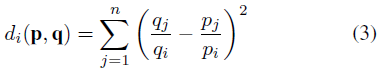 d_i(p, q) = \sum_{j=1}^{n} \left( \frac{q_j}{q_i} - \frac{p_j}{p_i} \right)^2 (3)